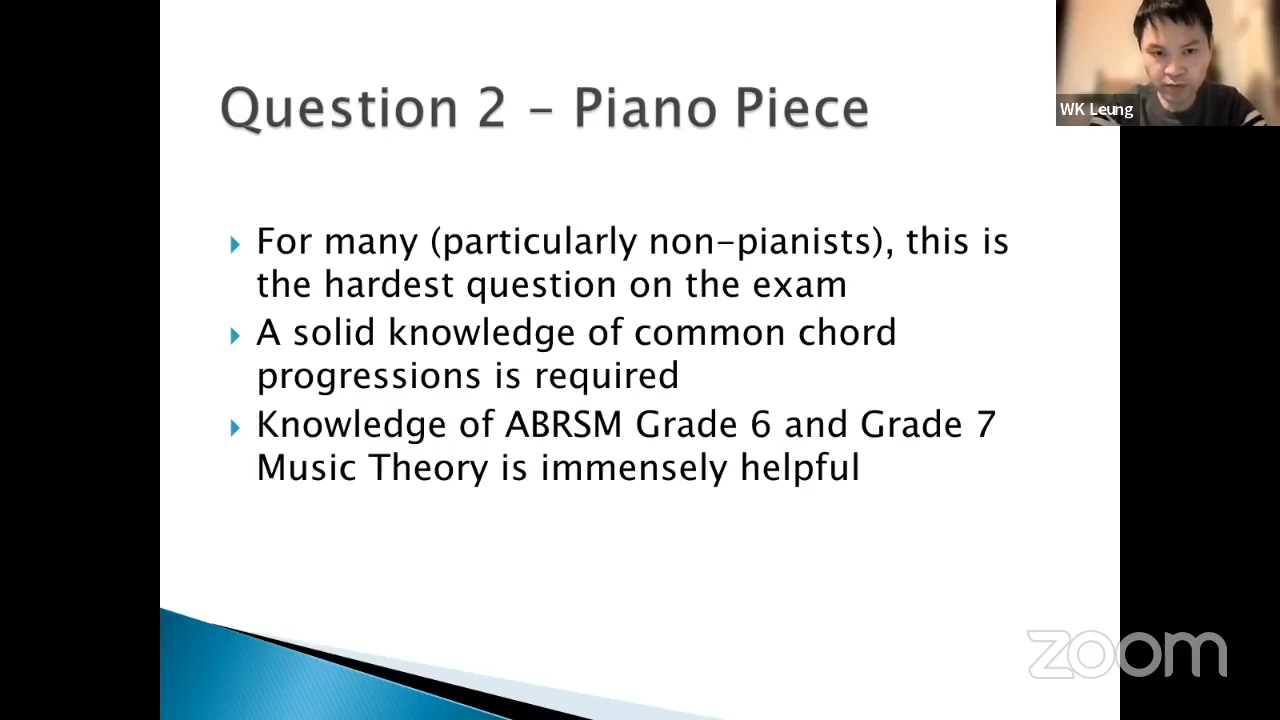 Question 2 – Piano Piece
WK Leung
For many (particularly non-pianists), this is
the hardest question on the exam
A solid knowledge of common chord
progressions is required
Knowledge of ABRSM Grade 6 and Grade 7
Music Theory is immensely helpful
zoom